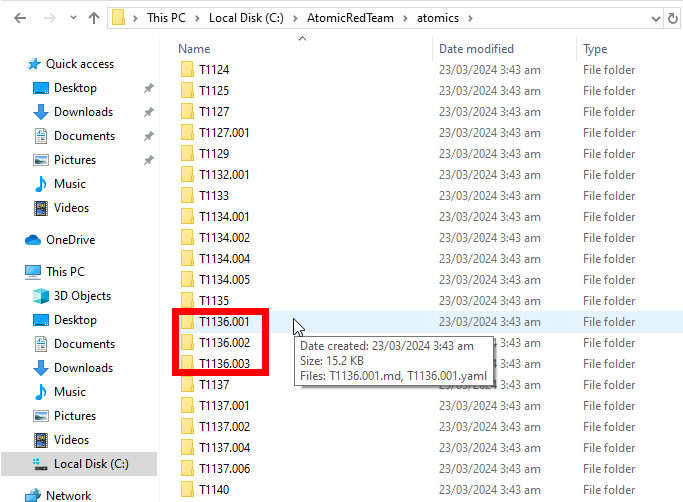 This PC > Local Disk (C:) > AtomicRedTeam > atomics >
Quick access
Desktop
Downloads
Documents
Pictures
Music
Videos
OneDrive
This PC
3D Objects
Desktop
Documents
Downloads
Music
Pictures
Videos
Local Disk (C:)
Network
Name Date modified Type
T1124 23/03/2024 3:43 am File folder
T1125 23/03/2024 3:43 am File folder
T1127 23/03/2024 3:43 am File folder
T1127.001 23/03/2024 3:43 am File folder
T1129 23/03/2024 3:43 am File folder
T1132.001 23/03/2024 3:43 am File folder
T1133 23/03/2024 3:43 am File folder
T1134.001 23/03/2024 3:43 am File folder
T1134.002 23/03/2024 3:43 am File folder
T1134.004 23/03/2024 3:43 am File folder
T1134.005 23/03/2024 3:43 am File folder
T1135 23/03/2024 3:43 am File folder
T1136.001 23/03/2024 3:43 am File folder
T1136.002 File folder
T1136.003 File folder
Date created: 23/03/2024 3:43 am
Size: 15.2 KB
Files: T1136.001.md, T1136.001.yaml
T1137 23/03/2024 3:43 am File folder
T1137.001 23/03/2024 3:43 am File folder
T1137.002 23/03/2024 3:43 am File folder
T1137.004 23/03/2024 3:43 am File folder
T1137.006 23/03/2024 3:43 am File folder
T1140 23/03/2024 3:43 am File folder